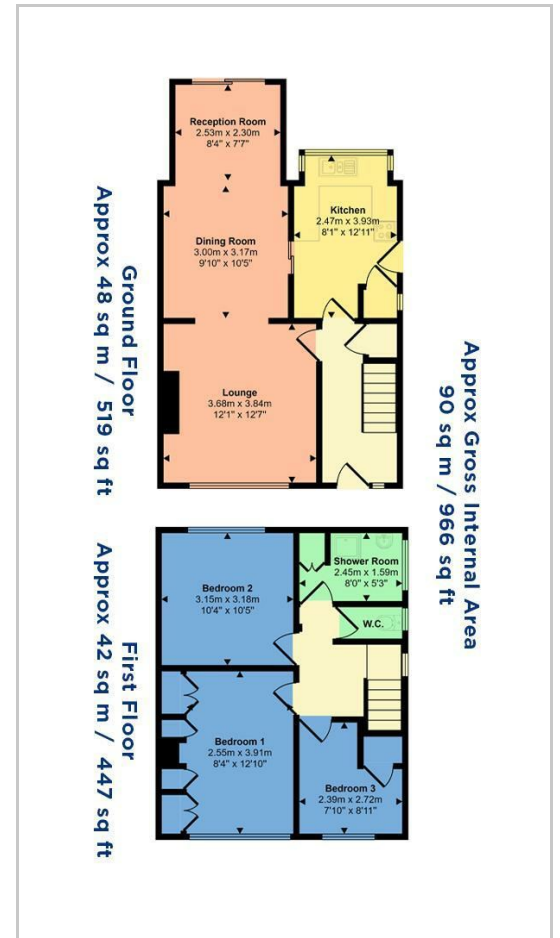 Reception Room
2.53m x 2.30m
8'4" x 7'7"
Kitchen
2.47m x 3.93m
8'1" x 12'11"
Dining Room
3.00m x 3.17m
9'10" x 10'5"
Lounge
3.68m x 3.84m
12'1" x 12'7"
Ground Floor
Approx 48 sq m / 519 sq ft
Approx Gross Internal Area
90 sq m / 966 sq ft
Shower Room
2.45m x 1.59m
8'0" x 5'3"
Bedroom 2
3.15m x 3.18m
10'4" x 10'5"
W.C.
Bedroom 1
2.55m x 3.91m
8'4" x 12'10"
Bedroom 3
2.39m x 2.72m
7'10" x 8'11"
First Floor
Approx 42 sq m / 447 sq ft